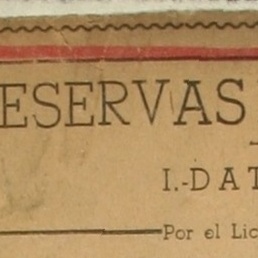 ESERVAS
I.-DAT
Por el Lic